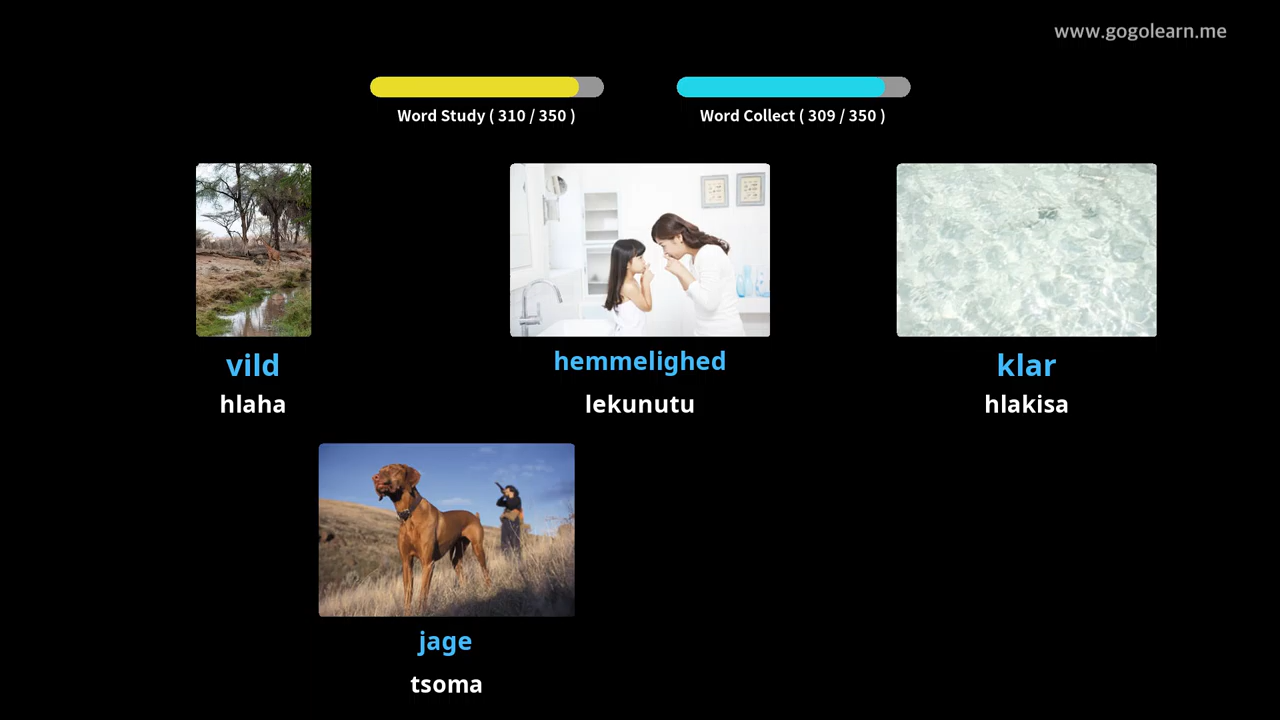 www.gogolearn.me
Word Study ( 310 / 350 )
Word Collect ( 309 / 350 )
vild
hemmelighed
klar
hlaha
lekunutu
hlakisa
jage
tsoma